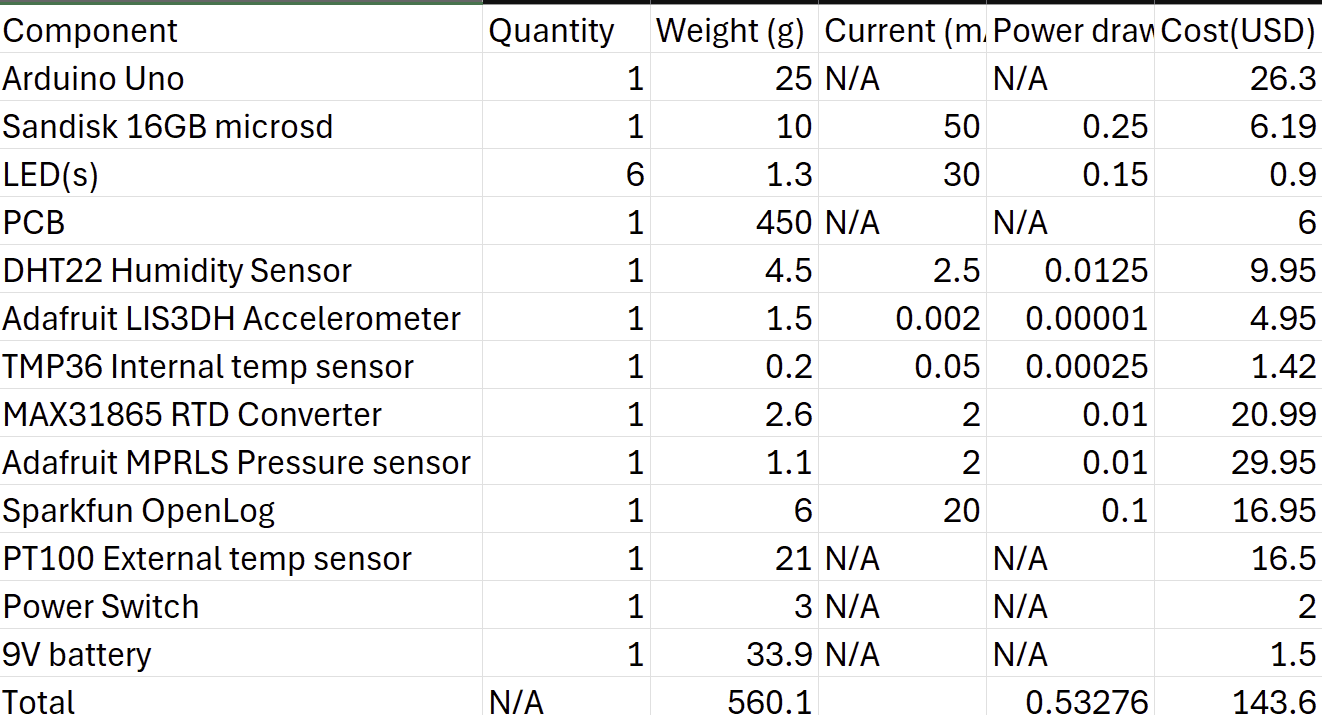 Component Quantity Weight (g) Current (mA Power draw Cost(USD)
Arduino Uno 1 25 N/A N/A 26.3
Sandisk 16GB microsd 1 10 50 0.25 6.19
LED(s) 6 1.3 30 0.15 0.9
PCB 1 450 N/A N/A 6
DHT22 Humidity Sensor 1 4.5 2.5 0.0125 9.95
Adafruit LIS3DH Accelerometer 1 1.5 0.002 0.00001 4.95
TMP36 Internal temp sensor 1 0.2 0.05 0.00025 1.42
MAX31865 RTD Converter 1 2.6 2 0.01 20.99
Adafruit MPRLS Pressure sensor 1 1.1 2 0.01 29.95
Sparkfun OpenLog 1 6 20 0.1 16.95
PT100 External temp sensor 1 21 N/A N/A 16.5
Power Switch 1 3 N/A N/A 2
9V battery 1 33.9 N/A N/A 1.5
Total N/A 560.1 0.53276 143.6